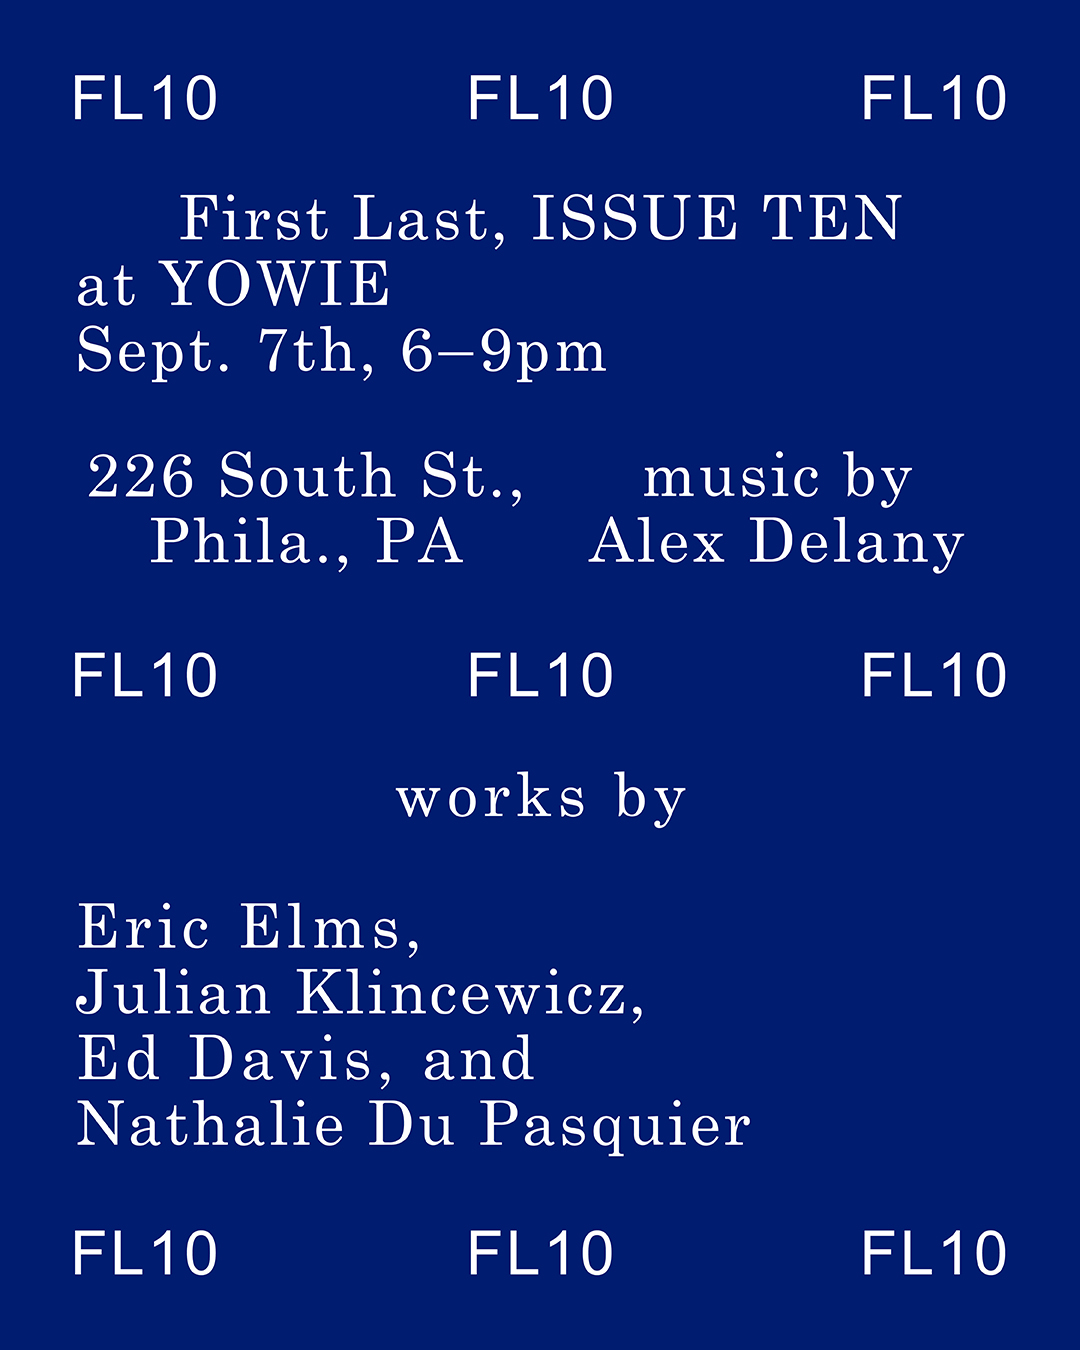 FL10 FL10 FL10
First Last, ISSUE TEN
at YOWIE
Sept. 7th, 6–9pm
226 South St.,
Phila., PA
music by
Alex Delany
FL10 FL10 FL10
works by
Eric Elms,
Julian Klincewicz,
Ed Davis, and
Nathalie Du Pasquier
FL10 FL10 FL10